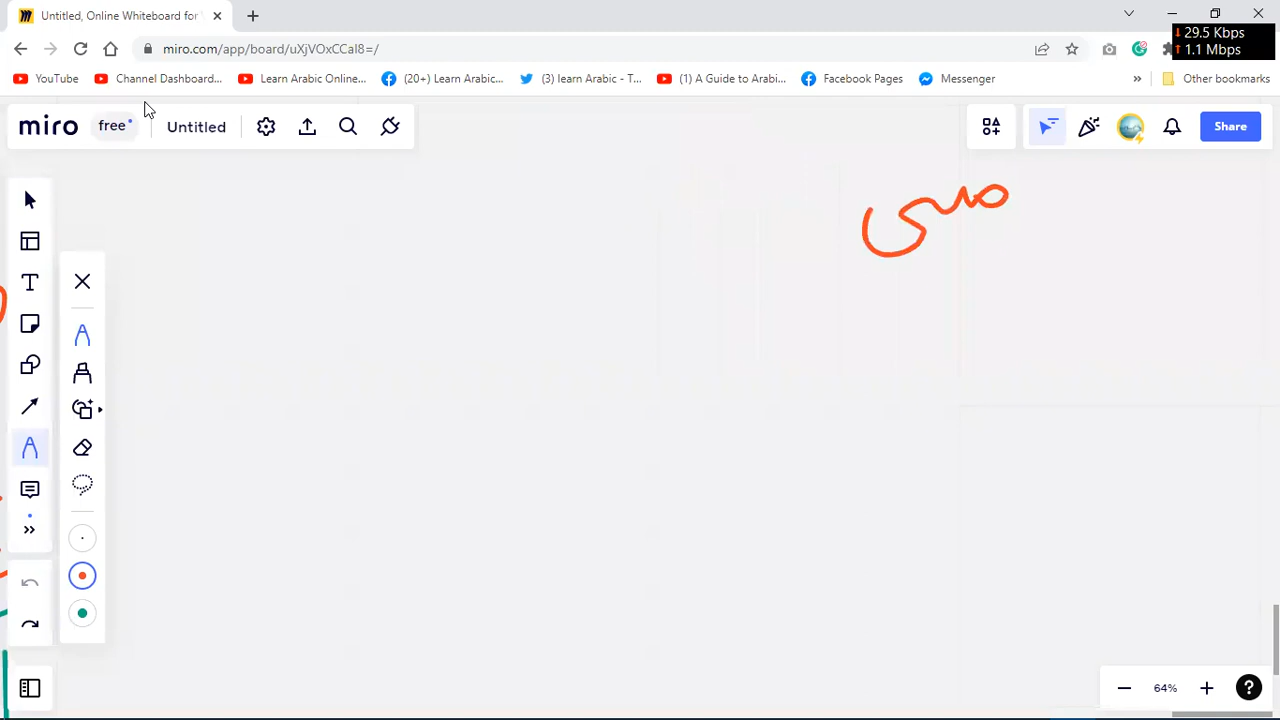 Untitled, Online Whiteboard for
miro.com/app/board/uXjVOxCCaI8=/
29.5 Kbps
1.1 Mbps
YouTube
Channel Dashboard...
Learn Arabic Online...
(20+) Learn Arabic...
(3) learn Arabic - T...
(1) A Guide to Arabi...
Facebook Pages
Messenger
»
Other bookmarks
miro
free
Untitled
Share
64%